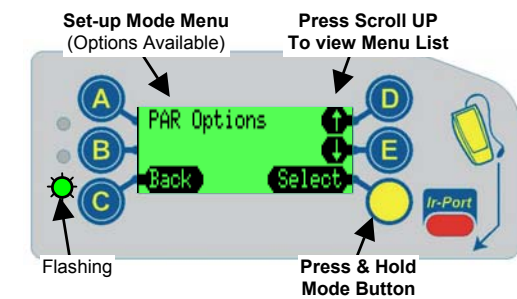 Set-up Mode Menu
(Options Available)
Press Scroll UP
To view Menu List
A
B
C
PAR Options
Back
Select
D
E
Ir-Port
Flashing
Press & Hold
Mode Button